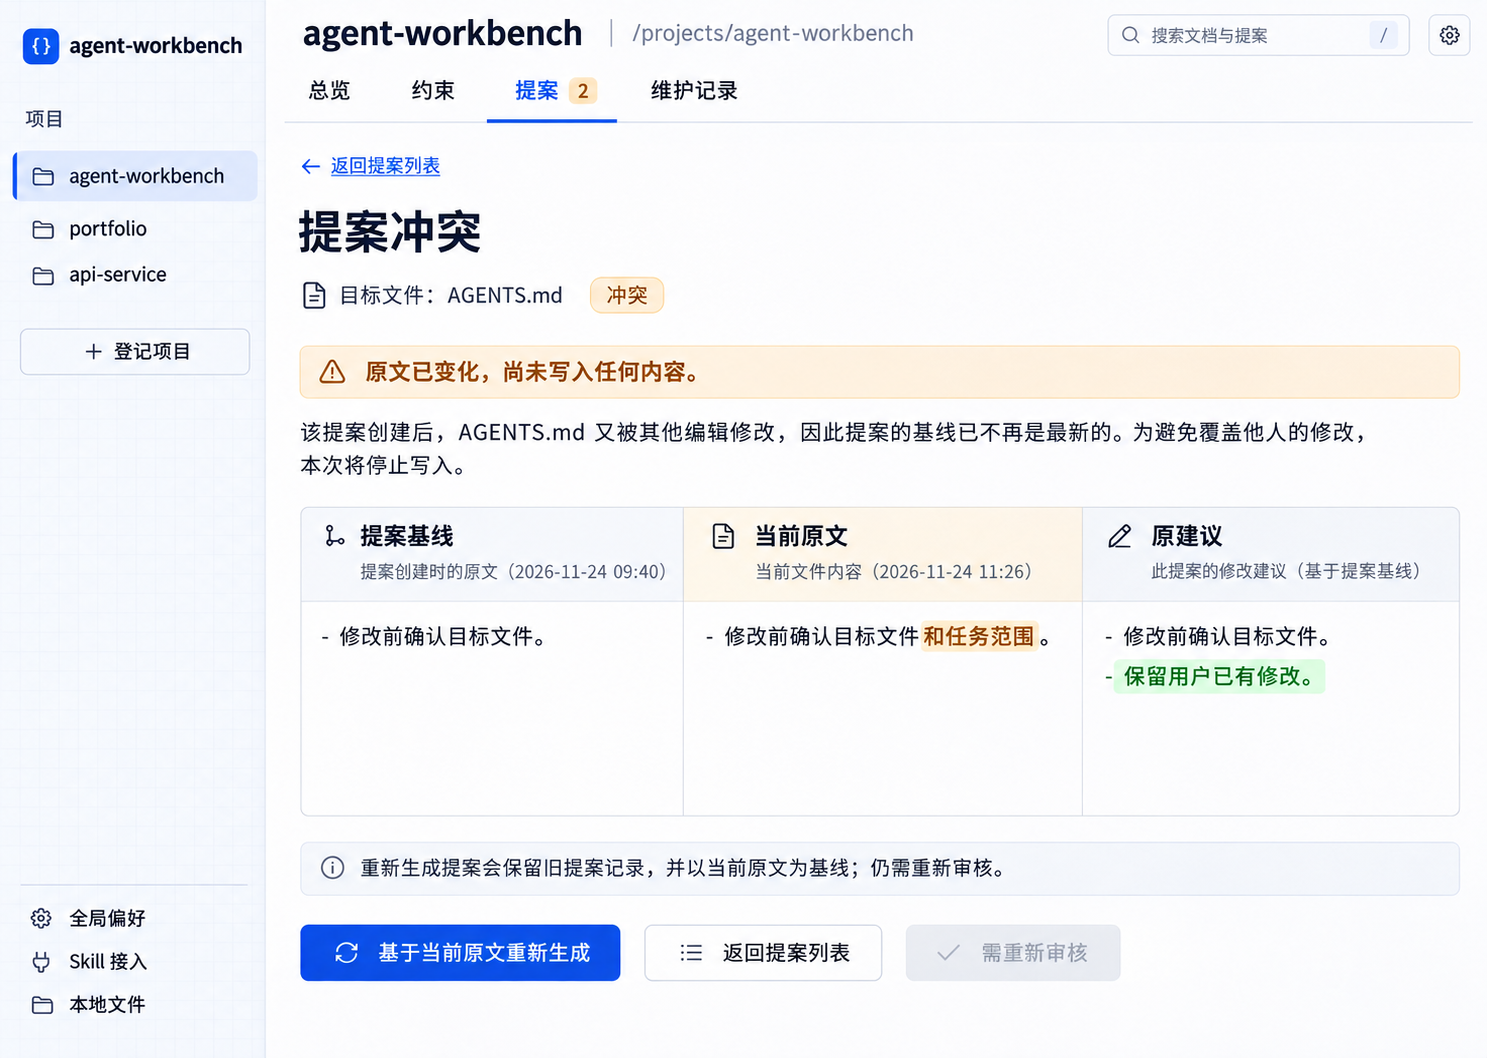 {} agent-workbench
项目
agent-workbench
portfolio
api-service
+ 登记项目
全局偏好
Skill 接入
本地文件
agent-workbench | /projects/agent-workbench
搜索文档与提案 /
总览 约束 提案 2 维护记录
← 返回提案列表
提案冲突
目标文件：AGENTS.md 冲突
原文已变化，尚未写入任何内容。
该提案创建后，AGENTS.md 又被其他编辑修改，因此提案的基线已不再是最新的。为避免覆盖他人的修改，
本次将停止写入。
提案基线
提案创建时的原文（2026-11-24 09:40）
- 修改前确认目标文件。
当前原文
当前文件内容（2026-11-24 11:26）
- 修改前确认目标文件和任务范围。
原建议
此提案的修改建议（基于提案基线）
- 修改前确认目标文件。
- 保留用户已有修改。
重新生成提案会保留旧提案记录，并以当前原文为基线；仍需重新审核。
基于当前原文重新生成
返回提案列表
需重新审核